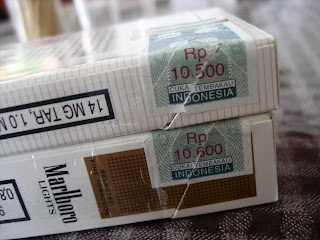 Rp
10.500
CUKAI TEMBAKAU
INDONESIA
14 MG TAR, 1.0 M
Rp
10.600
CUKAI TEMBAKAU
INDONESIA
Marlboro
LIGHTS